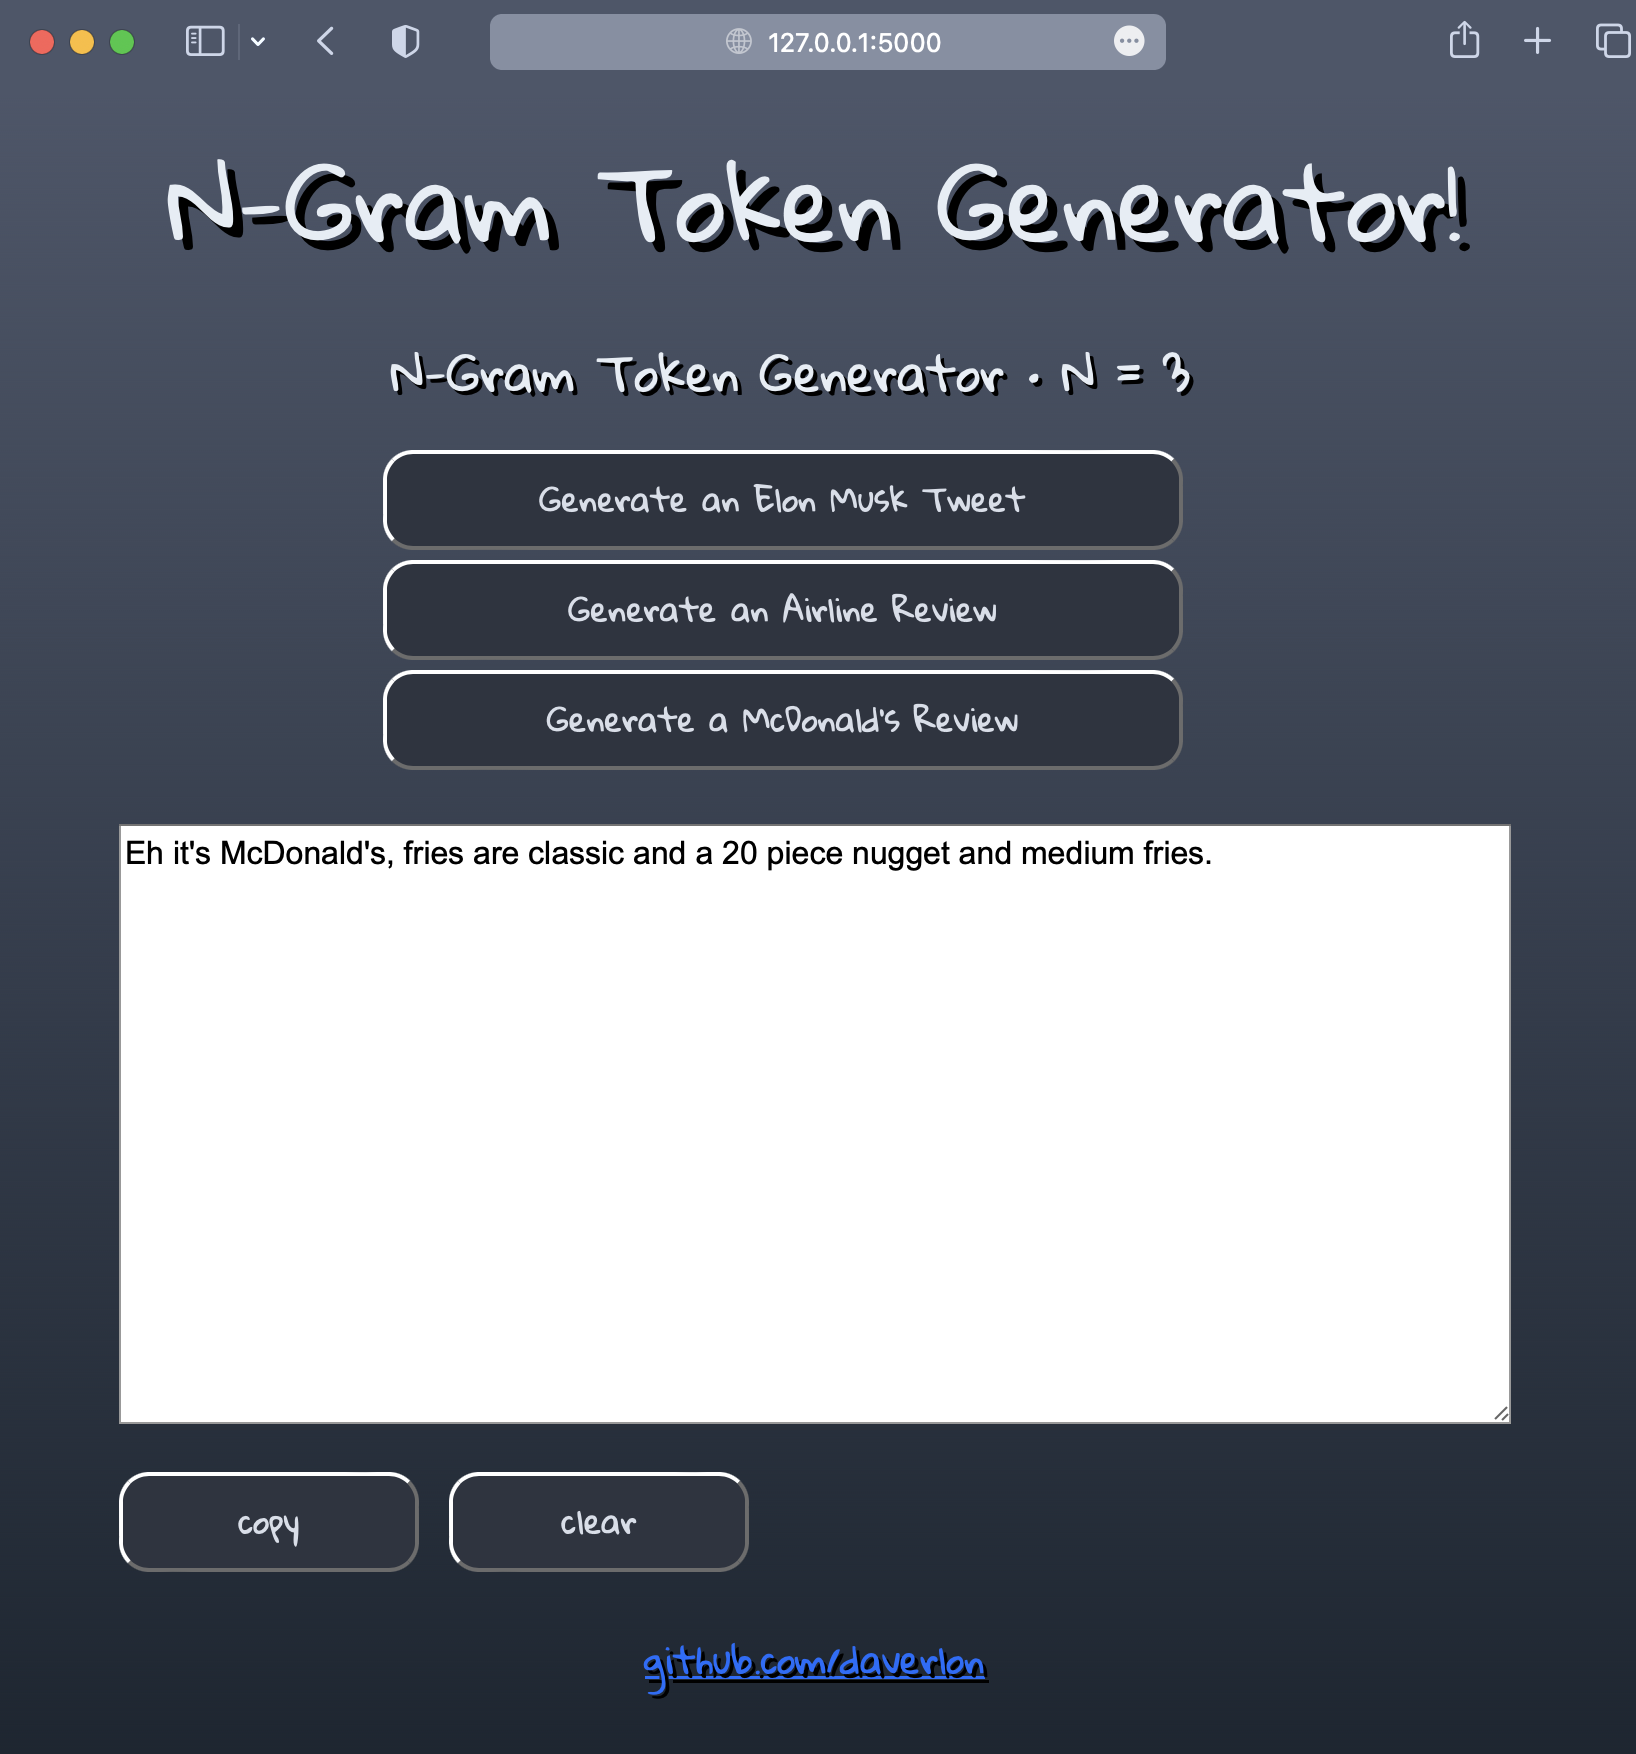 127.0.0.1:5000
N-Gram Token Generator!
N-Gram Token Generator · N = 3
Generate an Elon Musk Tweet
Generate an Airline Review
Generate a McDonald's Review
Eh it's McDonald's, fries are classic and a 20 piece nugget and medium fries.
copy
clear
github.com/daverlon